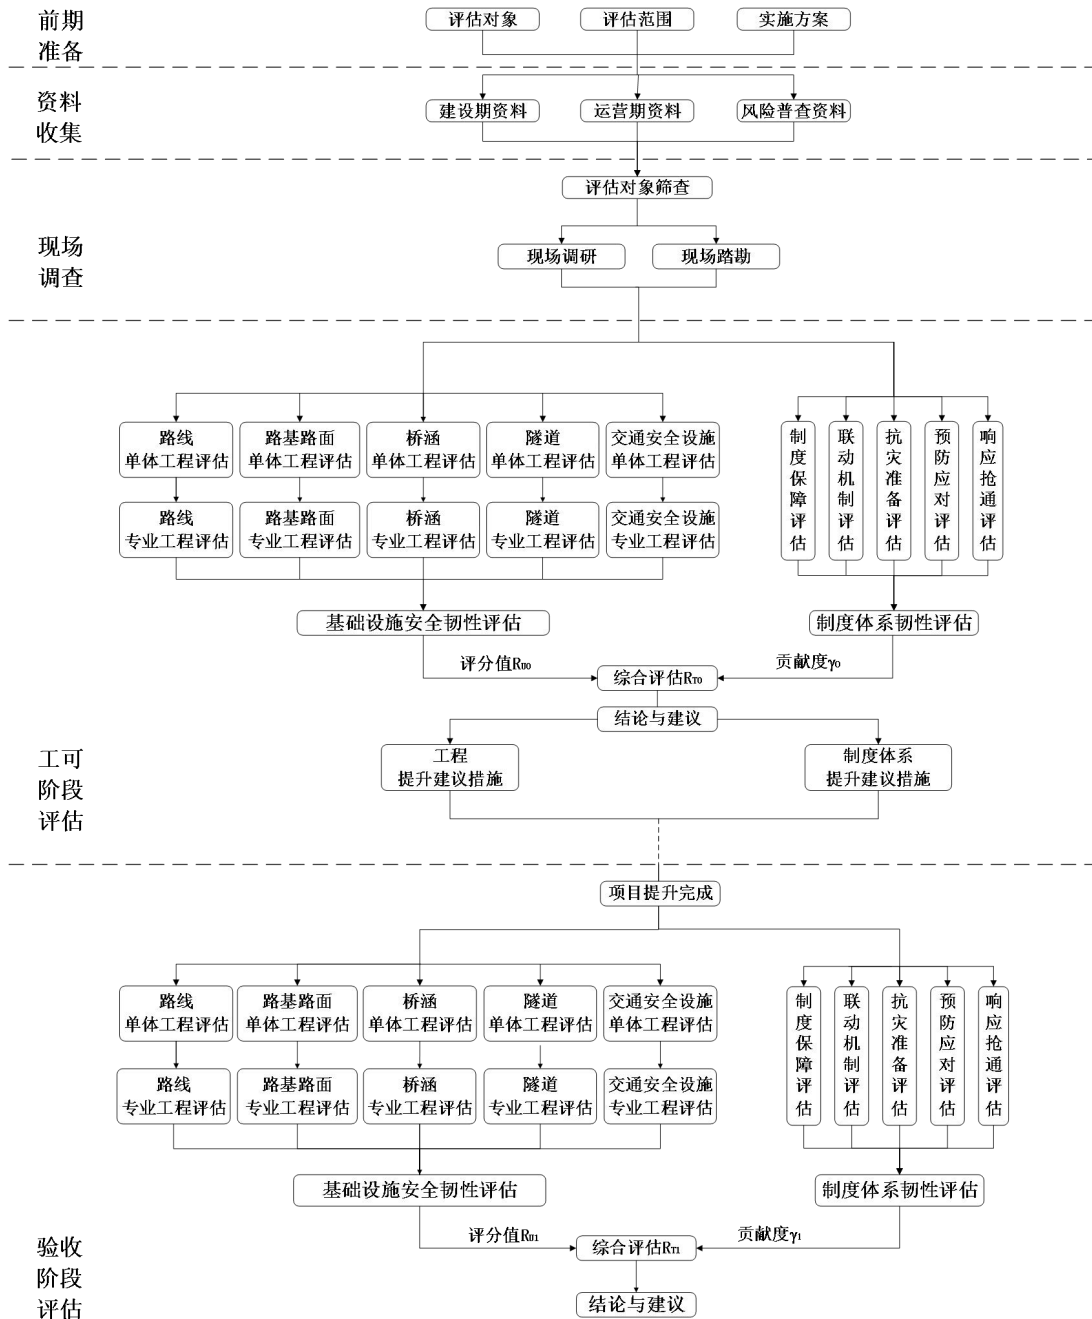 前期
准备
评估对象
评估范围
实施方案
资料
收集
建设期资料
运营期资料
风险普查资料
评估对象筛查
现场
调查
现场调研
现场踏勘
路线
单体工程评估
路基路面
单体工程评估
桥涵
单体工程评估
隧道
单体工程评估
交通安全设施
单体工程评估
制度保障评估
联动机制评估
抗灾准备评估
预防应对评估
响应抢通评估
路线
专业工程评估
路基路面
专业工程评估
桥涵
专业工程评估
隧道
专业工程评估
交通安全设施
专业工程评估
基础设施安全韧性评估
制度体系韧性评估
评分值RU0
贡献度γ0
综合评估RT0
结论与建议
工可
阶段
评估
工程
提升建议措施
制度体系
提升建议措施
项目提升完成
路线
单体工程评估
路基路面
单体工程评估
桥涵
单体工程评估
隧道
单体工程评估
交通安全设施
单体工程评估
制度保障评估
联动机制评估
抗灾准备评估
预防应对评估
响应抢通评估
路线
专业工程评估
路基路面
专业工程评估
桥涵
专业工程评估
隧道
专业工程评估
交通安全设施
专业工程评估
基础设施安全韧性评估
制度体系韧性评估
验收
阶段
评估
评分值RU1
贡献度γ1
综合评估RT1
结论与建议